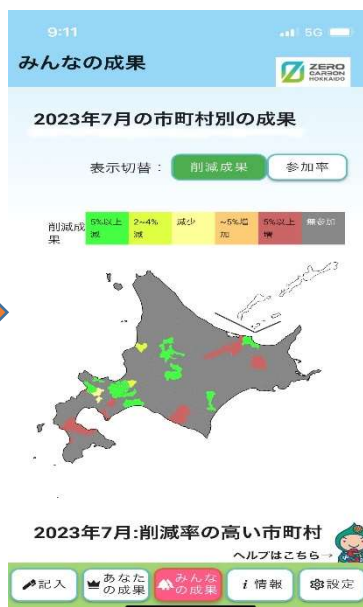 9:11
5G
みんなの成果
ZERO
CARBON
HOKKAIDO
2023年7月の市町村別の成果
表示切替：
削減成果
参加率
削減成果
5%以上減
2~4%減
減少
~5%増加
5%以上増
無参加
2023年7月:削減率の高い市町村
ヘルプはこちら→
記入
あなたの成果
みんなの成果
i 情報
設定